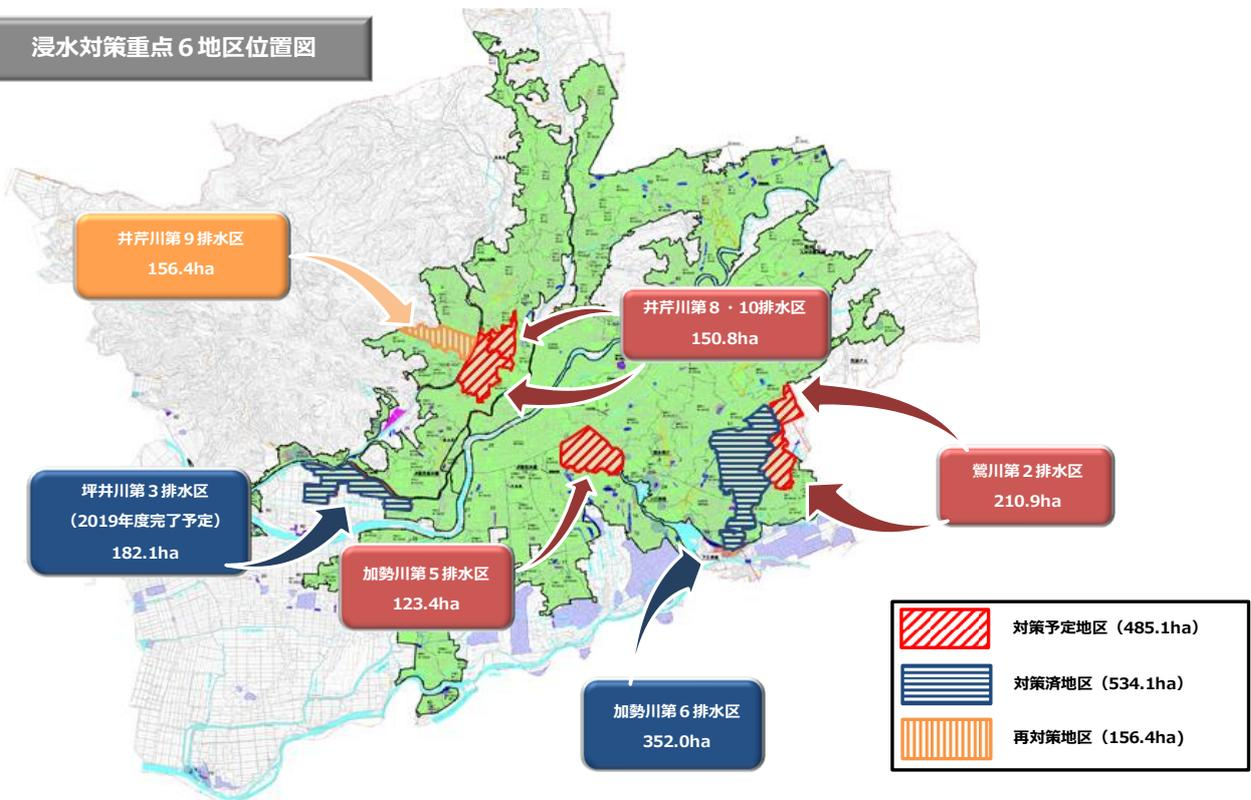 浸水対策重点６地区位置図
井芹川第９排水区
156.4ha
井芹川第８・10排水区
150.8ha
鶯川第２排水区
210.9ha
坪井川第３排水区
（2019年度完了予定）
182.1ha
加勢川第５排水区
123.4ha
加勢川第６排水区
352.0ha
対策予定地区（485.1ha）
対策済地区（534.1ha）
再対策地区（156.4ha)